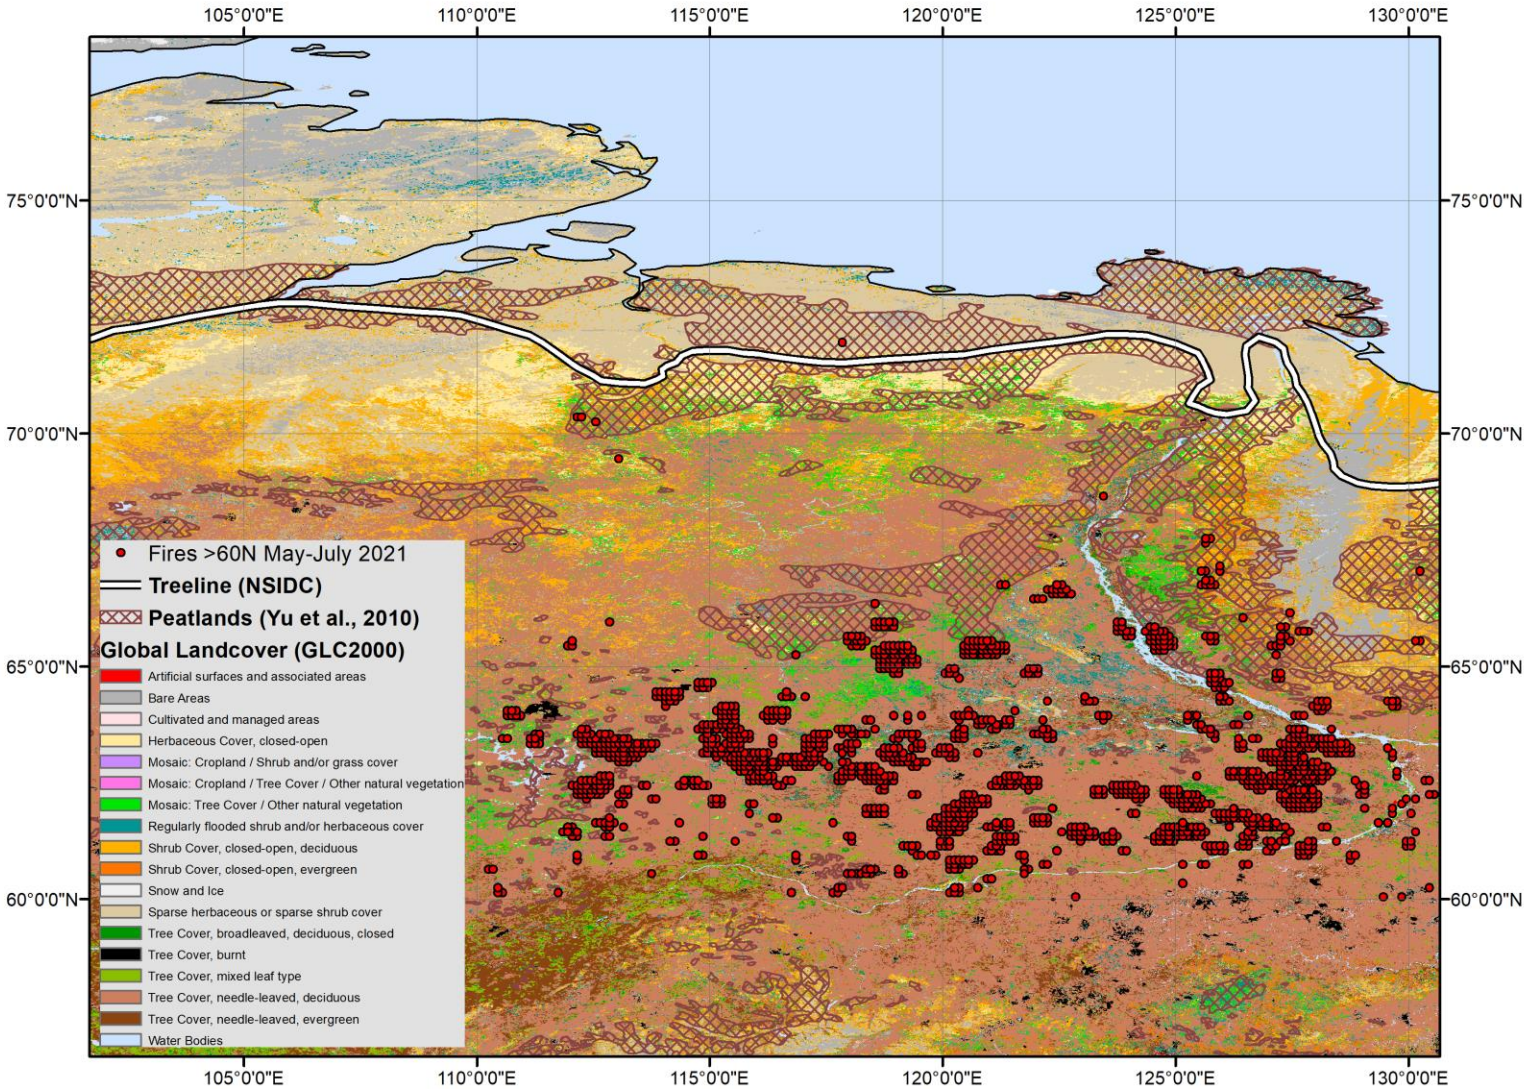 105°0'0"E 110°0'0"E 115°0'0"E 120°0'0"E 125°0'0"E 130°0'0"E
75°0'0"N 75°0'0"N
70°0'0"N 70°0'0"N
Fires >60N May-July 2021
Treeline (NSIDC)
Peatlands (Yu et al., 2010)
Global Landcover (GLC2000)
65°0'0"N
Artificial surfaces and associated areas
Bare Areas
Cultivated and managed areas
Herbaceous Cover, closed-open
Mosaic: Cropland / Shrub and/or grass cover
Mosaic: Cropland / Tree Cover / Other natural vegetation
Mosaic: Tree Cover / Other natural vegetation
Regularly flooded shrub and/or herbaceous cover
Shrub Cover, closed-open, deciduous
Shrub Cover, closed-open, evergreen
Snow and Ice
Sparse herbaceous or sparse shrub cover
Tree Cover, broadleaved, deciduous, closed
Tree Cover, burnt
Tree Cover, mixed leaf type
Tree Cover, needle-leaved, deciduous
Tree Cover, needle-leaved, evergreen
Water Bodies
65°0'0"N
60°0'0"N 60°0'0"N
105°0'0"E 110°0'0"E 115°0'0"E 120°0'0"E 125°0'0"E 130°0'0"E